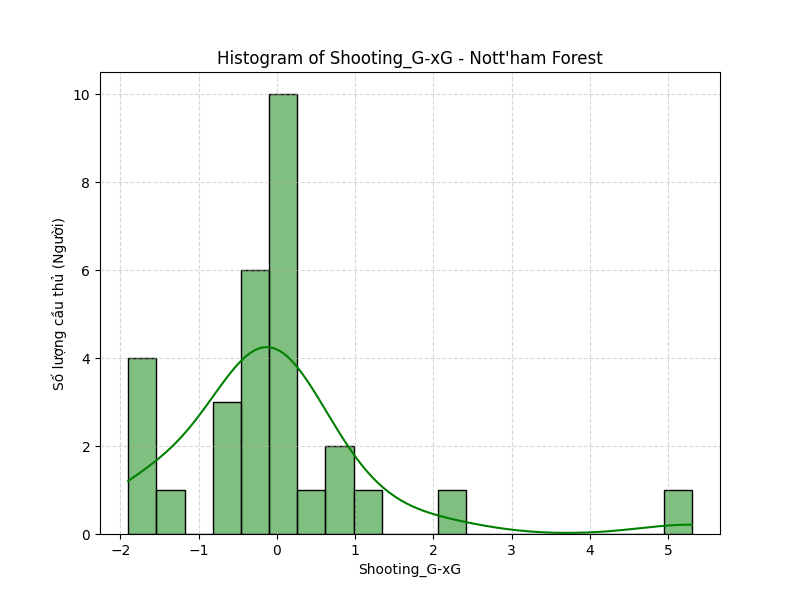 Histogram of Shooting_G-xG - Nott'ham Forest
Số lượng cầu thủ (Người)
10
8
6
4
2
0
−2 −1 0 1 2 3 4 5
Shooting_G-xG